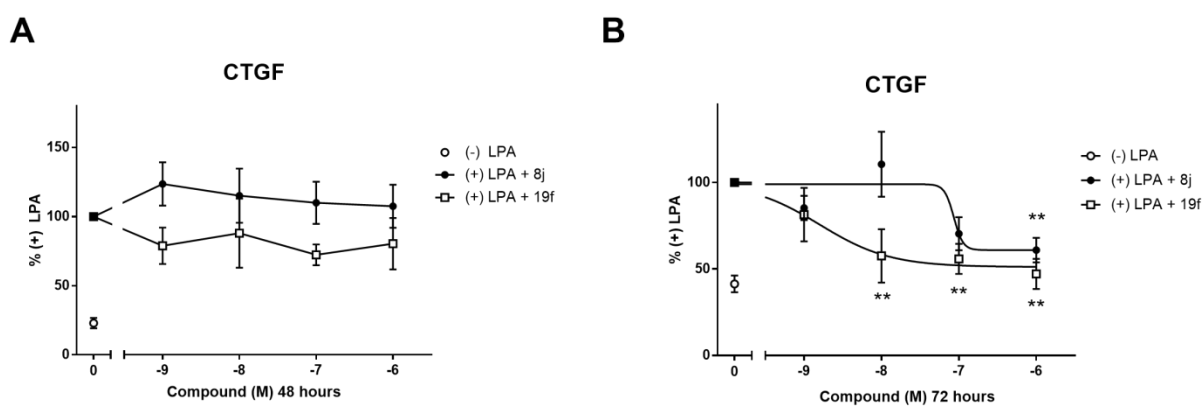 A
CTGF
% (+) LPA
150
100
50
0
0
-9
-8
-7
-6
Compound (M) 48 hours
(-) LPA
(+) LPA + 8j
(+) LPA + 19f
B
CTGF
% (+) LPA
100
50
0
**
**
**
**
0
-9
-8
-7
-6
Compound (M) 72 hours
(-) LPA
(+) LPA + 8j
(+) LPA + 19f